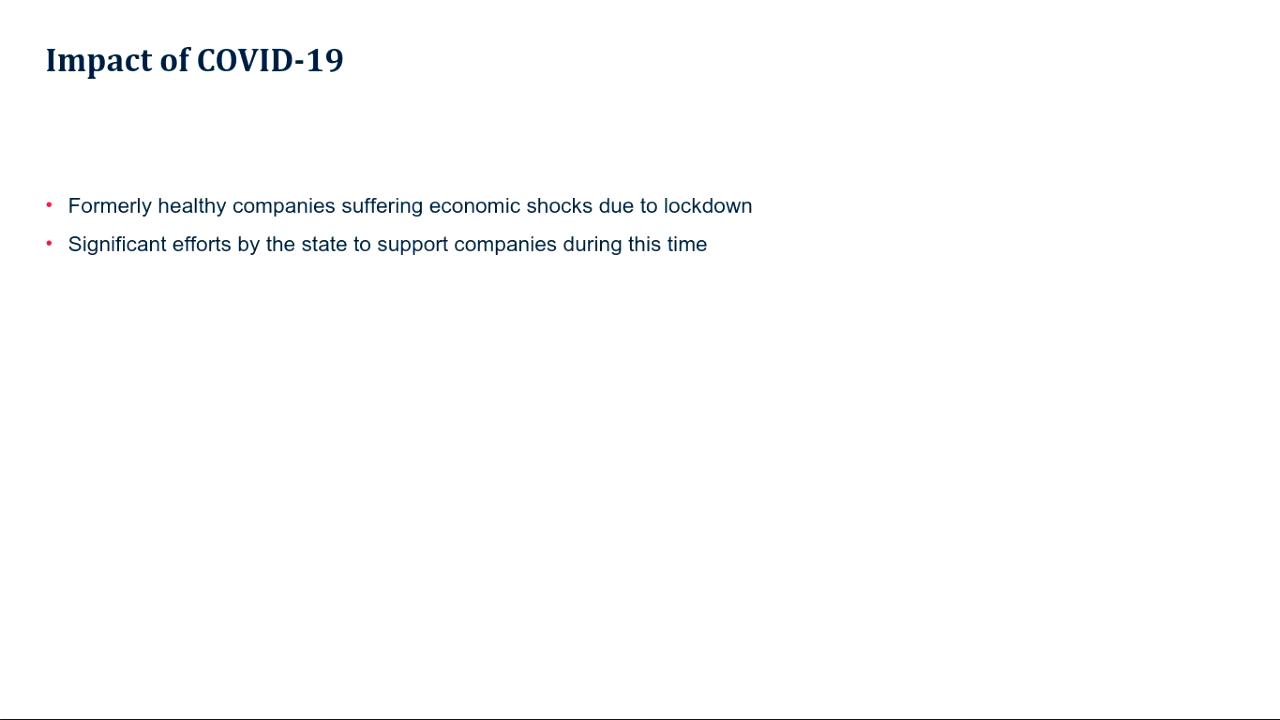 Impact of COVID-19
• Formerly healthy companies suffering economic shocks due to lockdown
• Significant efforts by the state to support companies during this time